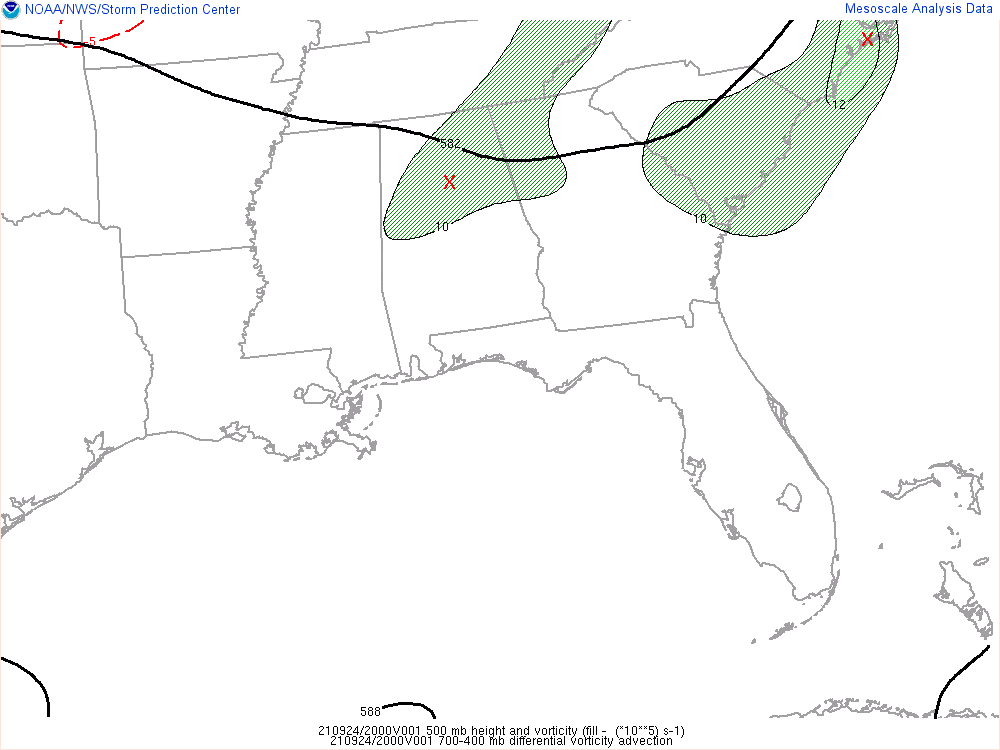 NOAA/NWS/Storm Prediction Center
Mesoscale Analysis Data
-5
X
12
582
X
10
10
588
210924/2000V001 500 mb height and vorticity (fill - (*10**5) s-1)
210924/2000V001 700-400 mb differential vorticity advection